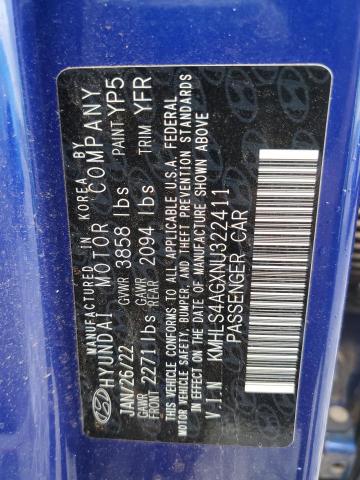 MANUFACTURED IN KOREA BY
HYUNDAI MOTOR COMPANY
JAN/26/22 GVWR 3858 lbs PAINT YP5
GAWR FRONT 2271 lbs GAWR REAR 2094 lbs TRIM YFR
THIS VEHICLE CONFORMS TO ALL APPLICABLE U.S.A. FEDERAL
MOTOR VEHICLE SAFETY, BUMPER, AND THEFT PREVENTION STANDARDS
IN EFFECT ON THE DATE OF MANUFACTURE SHOWN ABOVE
V.I.N KMHLS4AGXNU322411
PASSENGER CAR